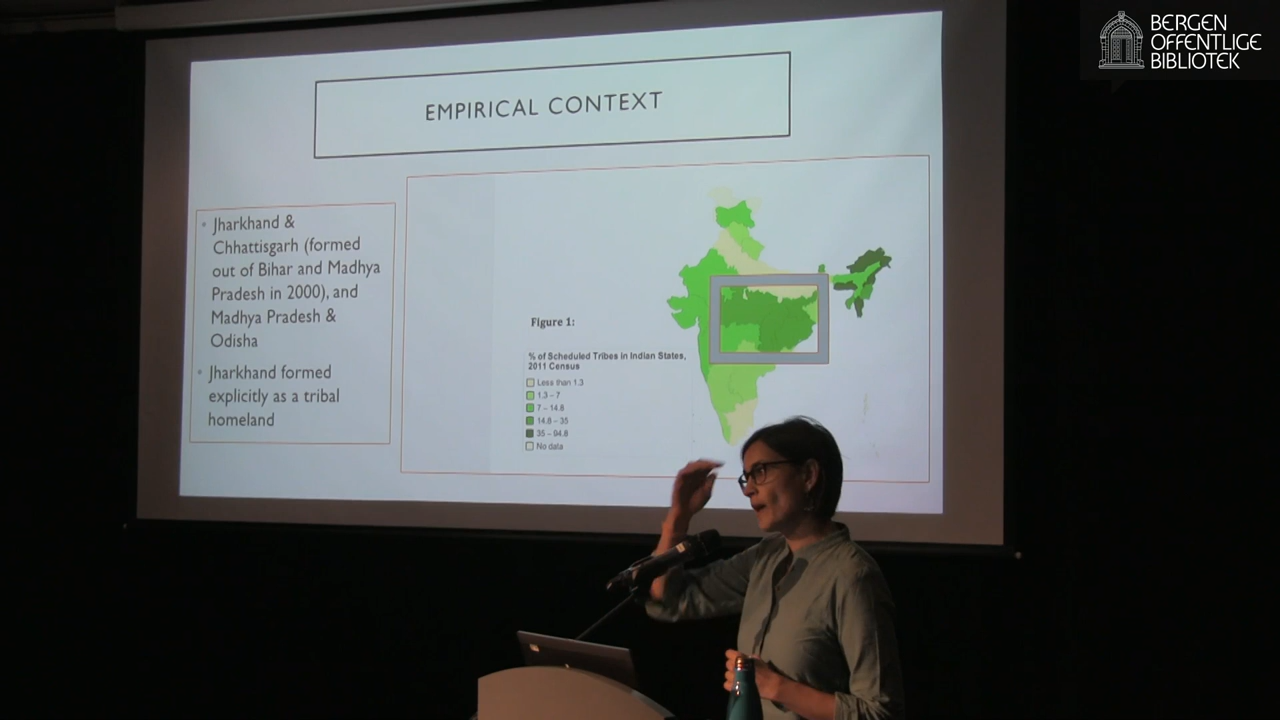 BERGEN
OFFENTLIGE
BIBLIOTEK
EMPIRICAL CONTEXT
• Jharkhand &
Chhattisgarh (formed
out of Bihar and Madhya
Pradesh in 2000), and
Madhya Pradesh &
Odisha
• Jharkhand formed
explicitly as a tribal
homeland
Figure 1:
% of Scheduled Tribes in Indian States,
2011 Census
Less than 1.3
1.3 – 7
7 – 14.8
14.8 – 35
35 – 94.8
No data